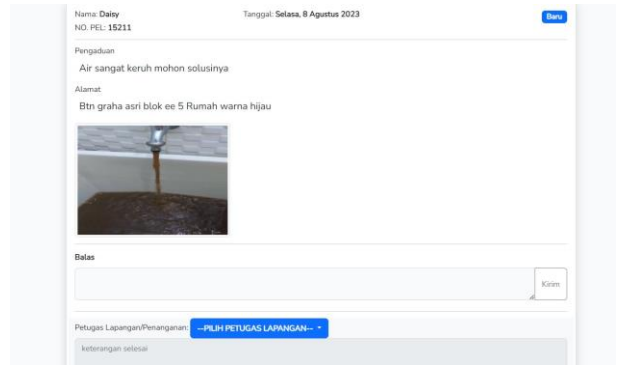 Nama: Daisy Tanggal: Selasa, 8 Agustus 2023 Baru
NO. PEL: 15211
Pengaduan
Air sangat keruh mohon solusinya
Alamat
Btn graha asri blok ee 5 Rumah warna hijau
Balas
Kirim
Petugas Lapangan/Penanganan: --PILIH PETUGAS LAPANGAN--
keterangan selesai